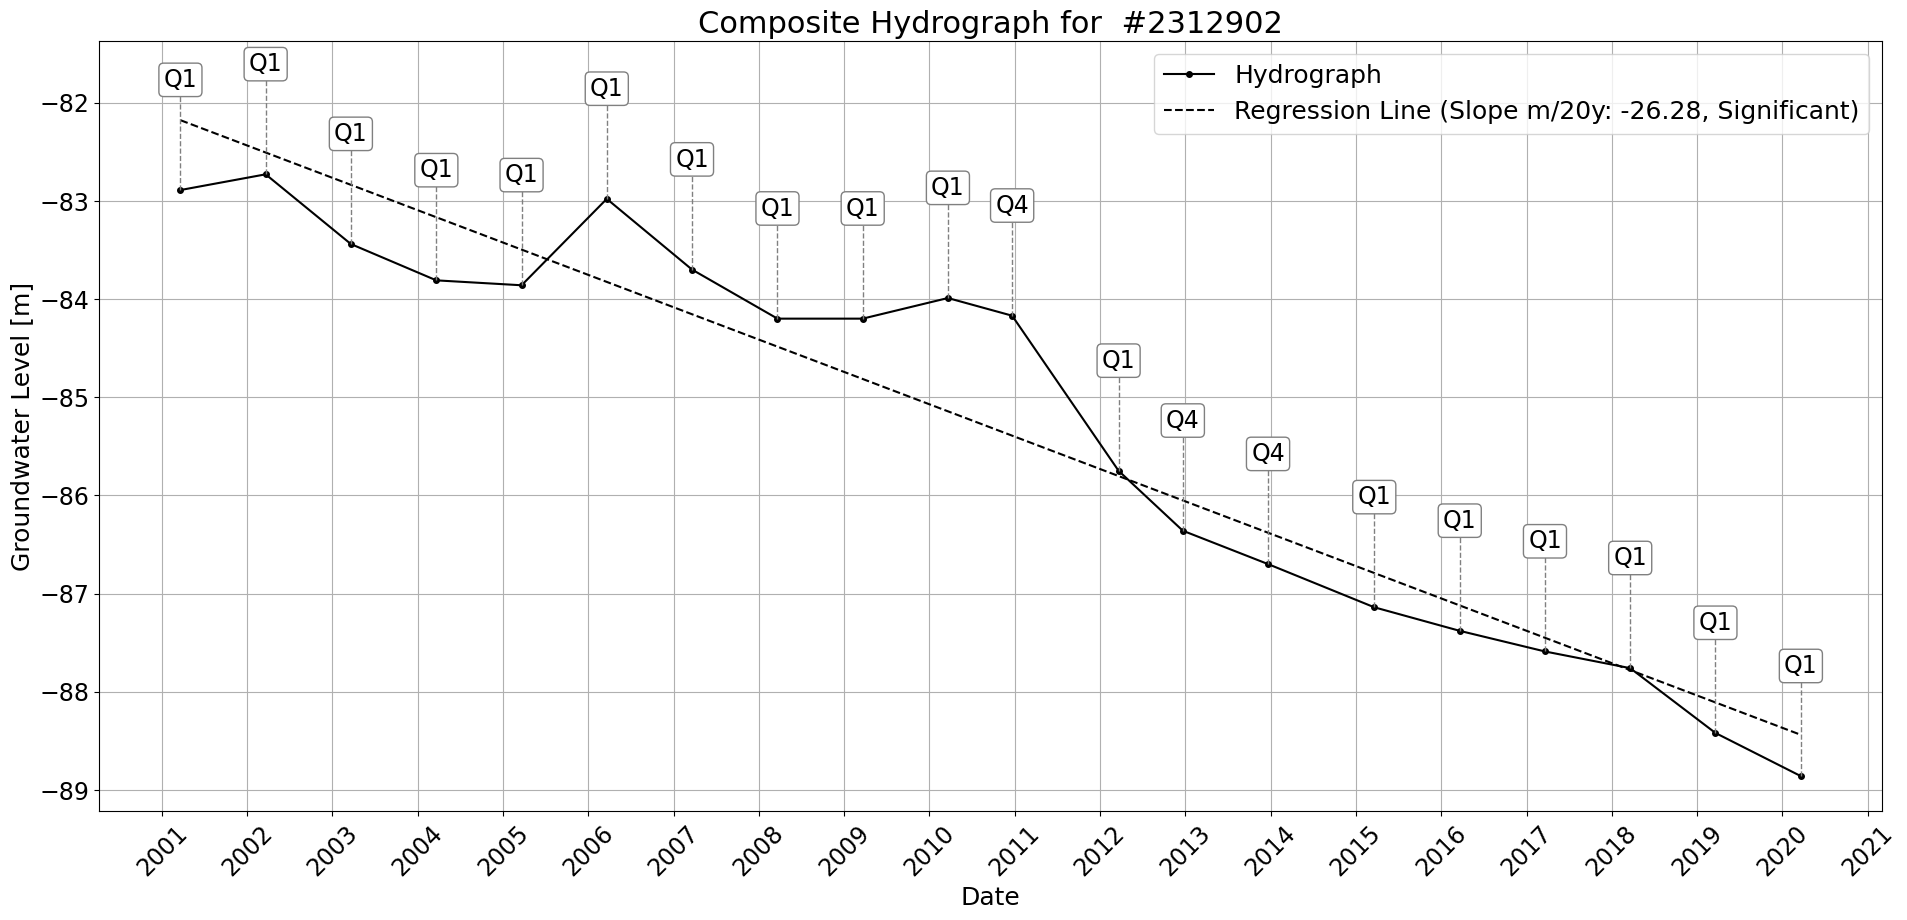 Composite Hydrograph for #2312902
Hydrograph
Regression Line (Slope m/20y: -26.28, Significant)
Q1
Q1
Q1
Q1
Q1
Q1
Q1
Q1
Q1
Q1
Q4
Q1
Q4
Q4
Q1
Q1
Q1
Q1
Q1
Q1
Groundwater Level [m]
−82
−83
−84
−85
−86
−87
−88
−89
2001
2002
2003
2004
2005
2006
2007
2008
2009
2010
2011
2012
2013
2014
2015
2016
2017
2018
2019
2020
2021
Date